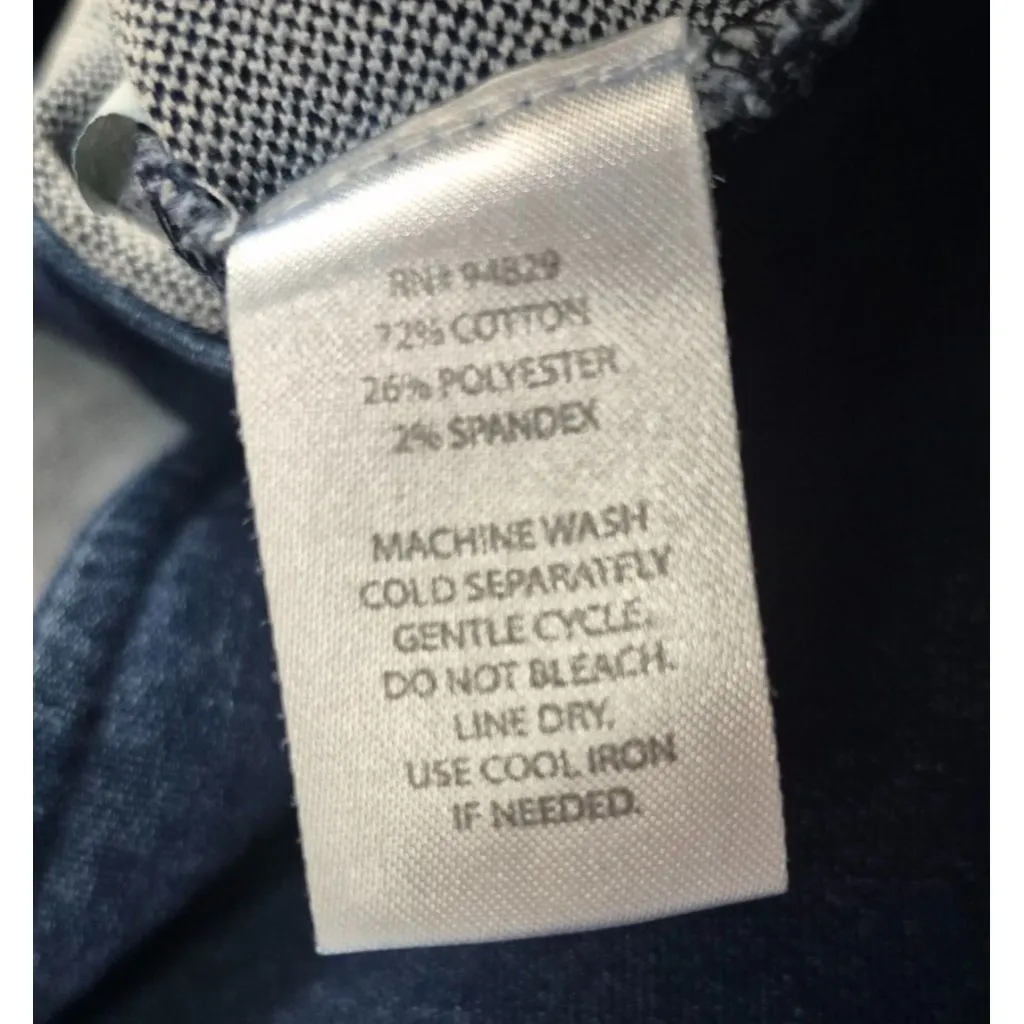 RN# 94829
72% COTTON
26% POLYESTER
2% SPANDEX
MACHINE WASH
COLD SEPARATELY
GENTLE CYCLE.
DO NOT BLEACH.
LINE DRY.
USE COOL IRON
IF NEEDED.